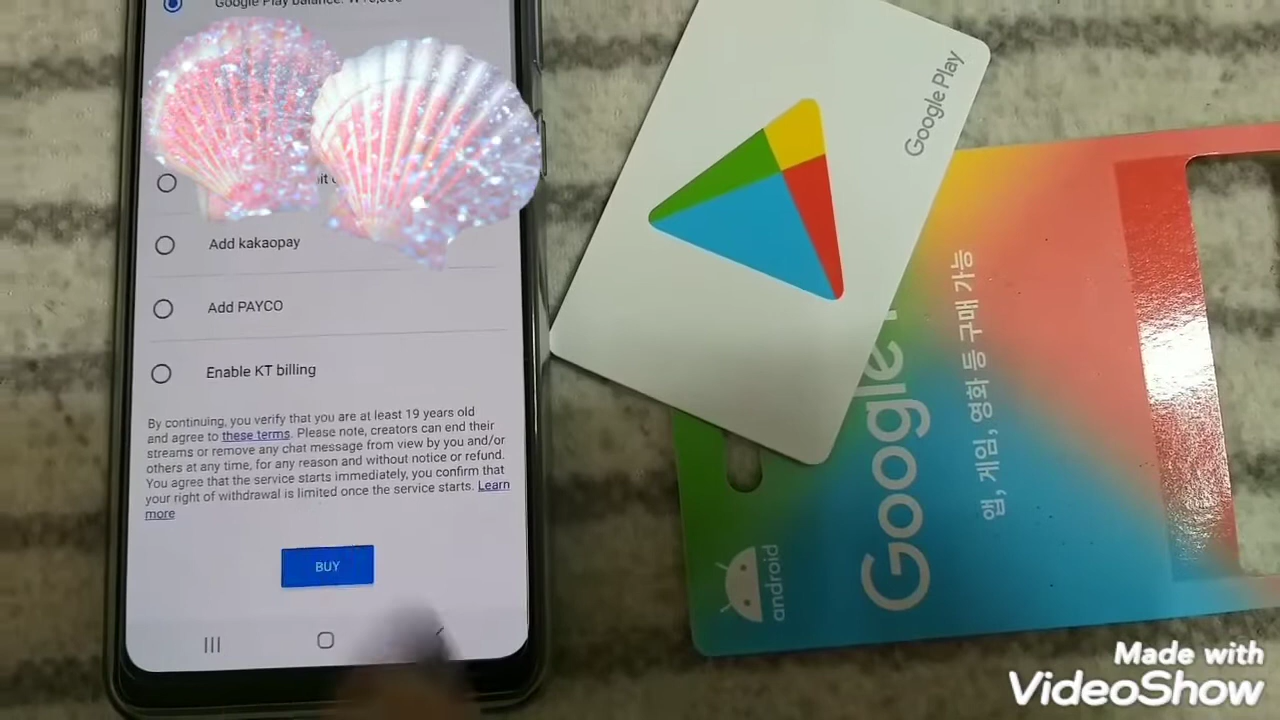 Google Play balance:
Add kakaopay
Add PAYCO
Enable KT billing
By continuing, you verify that you are at least 19 years old
and agree to these terms. Please note, creators can end their
streams or remove any chat message from view by you and/or
others at any time, for any reason and without notice or refund.
You agree that the service starts immediately, you confirm that
your right of withdrawal is limited once the service starts. Learn
more
BUY
Google Play
Google
앱, 게임, 영화 등 구매 가능
android
Made with
VideoShow